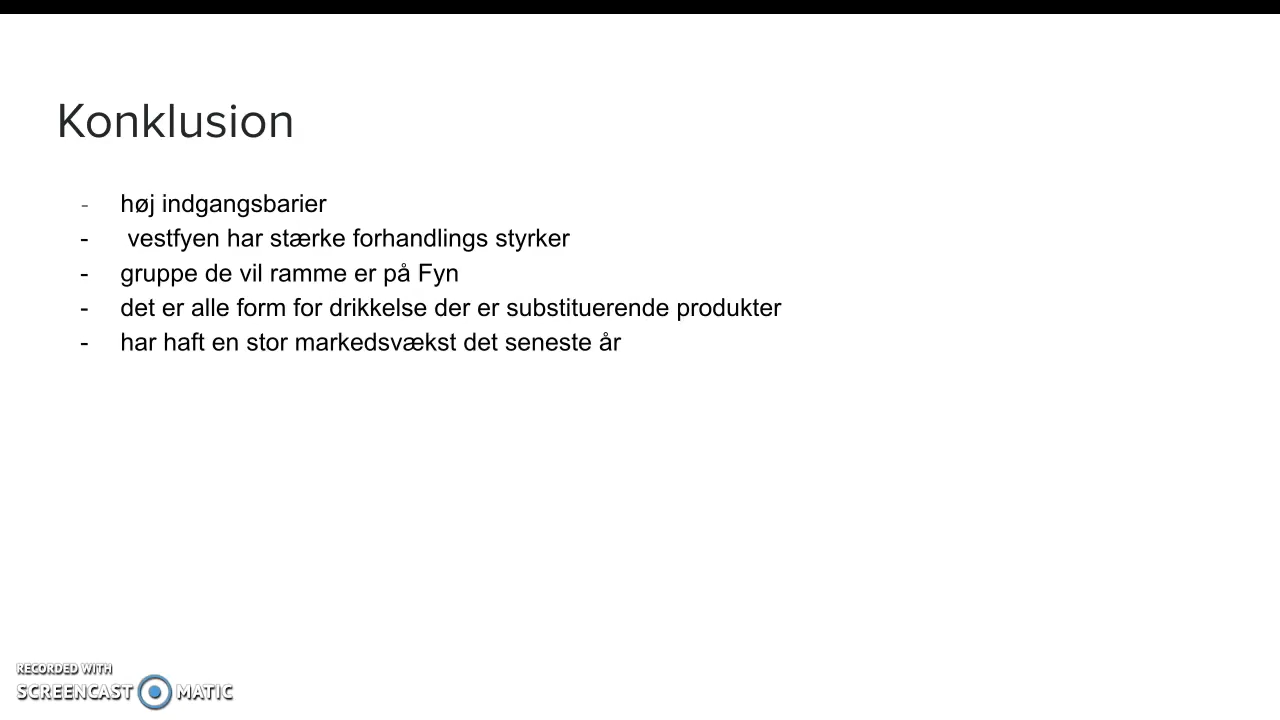 Konklusion
- høj indgangsbarier
- vestfyen har stærke forhandlings styrker
- gruppe de vil ramme er på Fyn
- det er alle form for drikkelse der er substituerende produkter
- har haft en stor markedsvækst det seneste år
RECORDED WITH
SCREENCAST MATIC